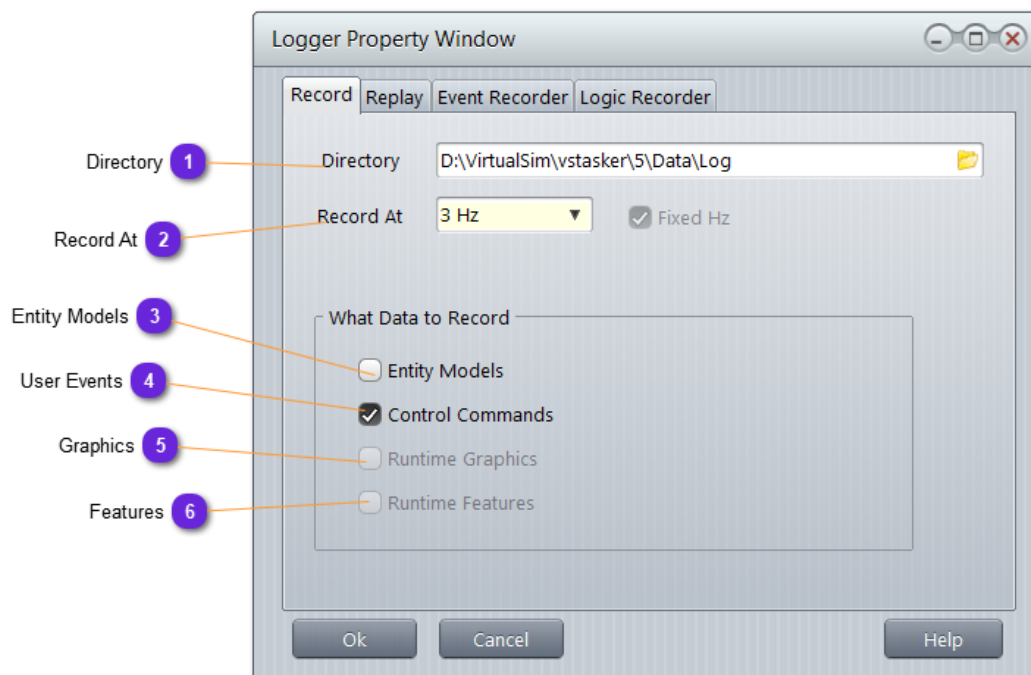 Logger Property Window
Record Replay Event Recorder Logic Recorder
Directory 1 Directory D:\VirtualSim\vstasker\5\Data\Log
Record At 3 Hz Fixed Hz
Record At 2
What Data to Record
Entity Models 3
Entity Models
User Events 4
Control Commands
Graphics 5
Runtime Graphics
Features 6
Runtime Features
Ok Cancel Help